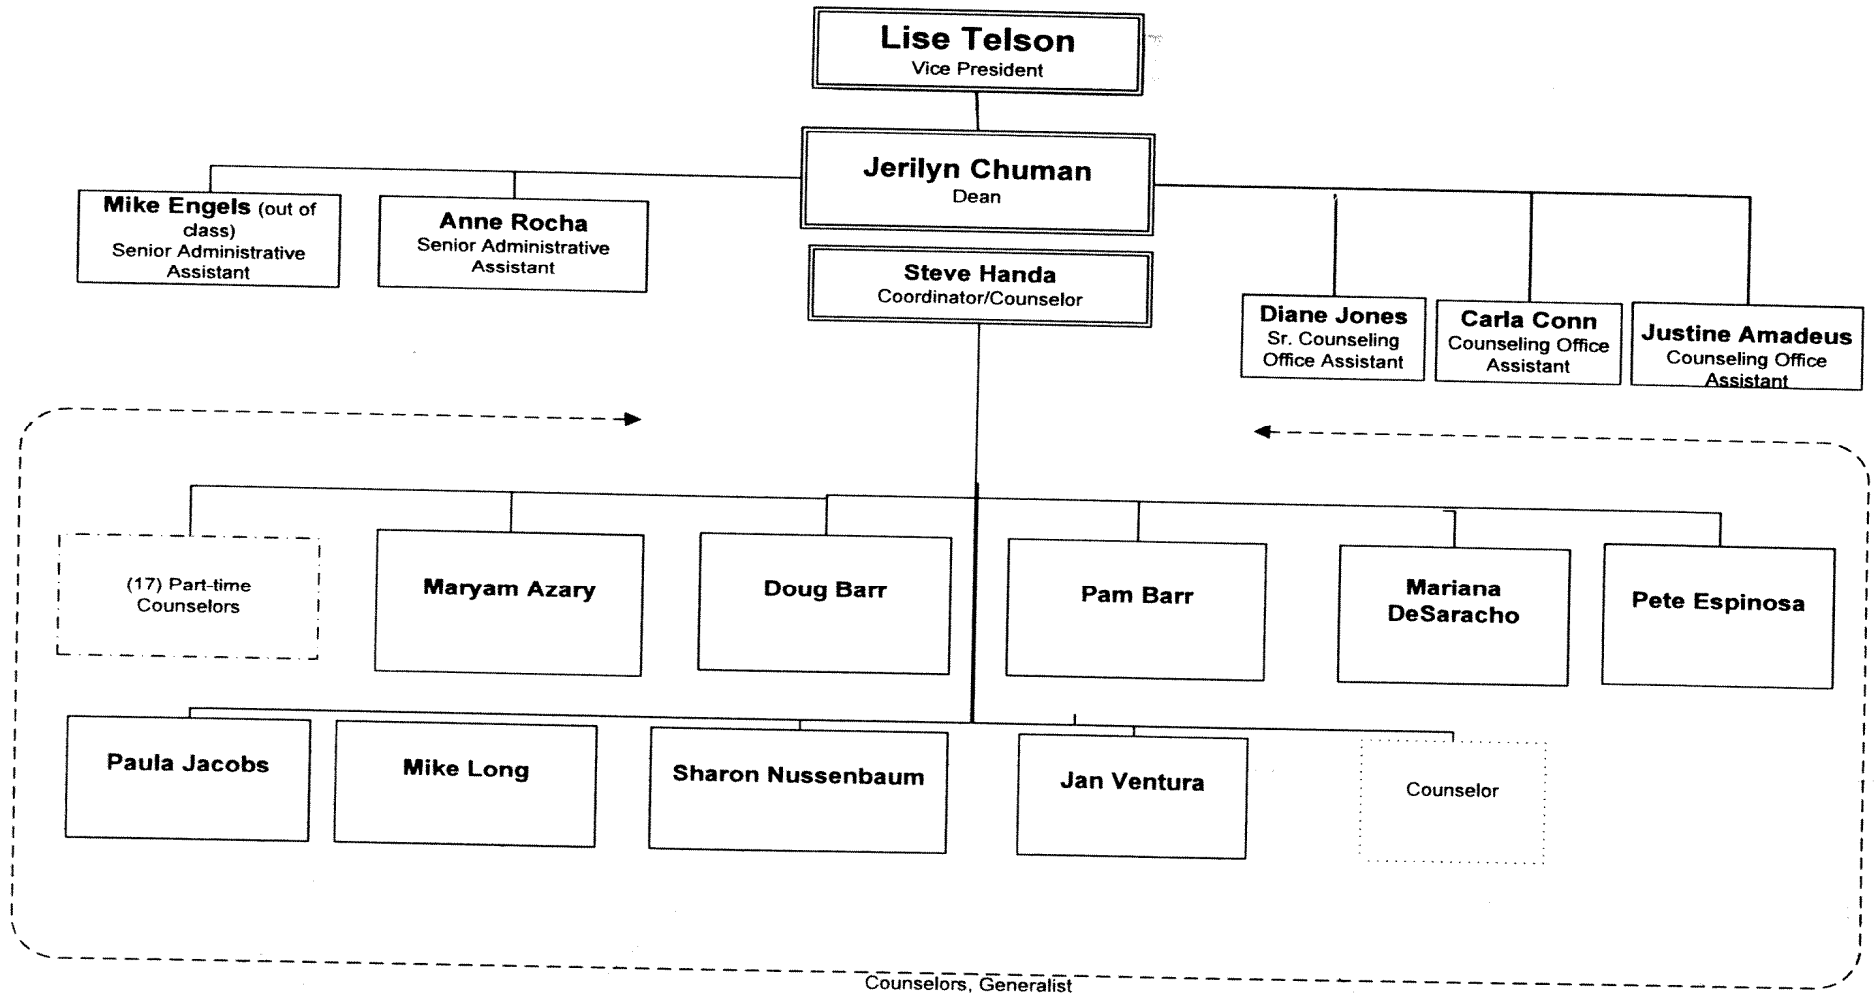 Lise Telson
Vice President
Jerilyn Chuman
Dean
Mike Engels (out of
class)
Senior Administrative
Assistant
Anne Rocha
Senior Administrative
Assistant
Steve Handa
Coordinator/Counselor
Diane Jones
Sr. Counseling
Office Assistant
Carla Conn
Counseling Office
Assistant
Justine Amadeus
Counseling Office
Assistant
(17) Part-time
Counselors
Maryam Azary
Doug Barr
Pam Barr
Mariana
DeSaracho
Pete Espinosa
Paula Jacobs
Mike Long
Sharon Nussenbaum
Jan Ventura
Counselor
Counselors, Generalist